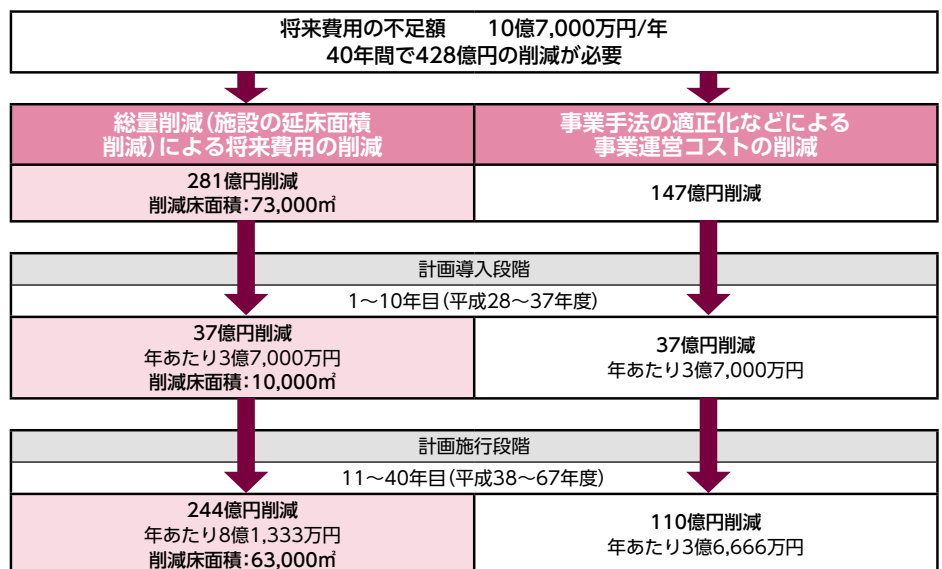 将来費用の不足額　　10億7,000万円/年
40年間で428億円の削減が必要
総量削減（施設の延床面積
削減）による将来費用の削減
事業手法の適正化などによる
事業運営コストの削減
281億円削減
削減床面積：73,000㎡
147億円削減
計画導入段階
1～10年目（平成28～37年度）
37億円削減
年あたり3億7,000万円
削減床面積：10,000㎡
37億円削減
年あたり3億7,000万円
計画施行段階
11～40年目（平成38～67年度）
244億円削減
年あたり8億1,333万円
削減床面積：63,000㎡
110億円削減
年あたり3億6,666万円